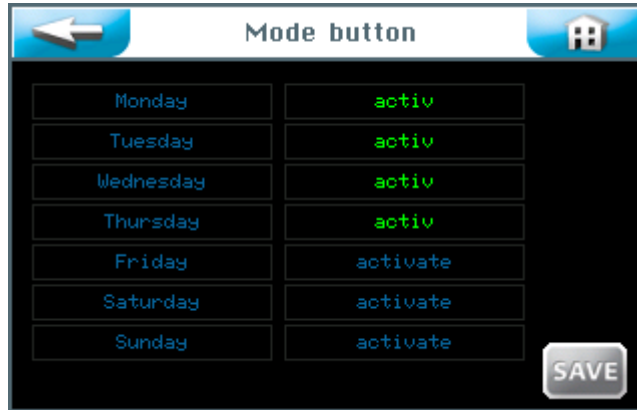 Mode button
Monday activ
Tuesday activ
Wednesday activ
Thursday activ
Friday activate
Saturday activate
Sunday activate
SAVE